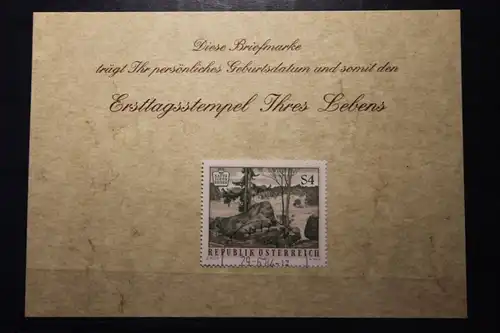 Diese Briefmarke
trägt Ihr persönliches Geburtsdatum und somit den
Ersttagsstempel Ihres Lebens
S4
REPUBLIK ÖSTERREICH